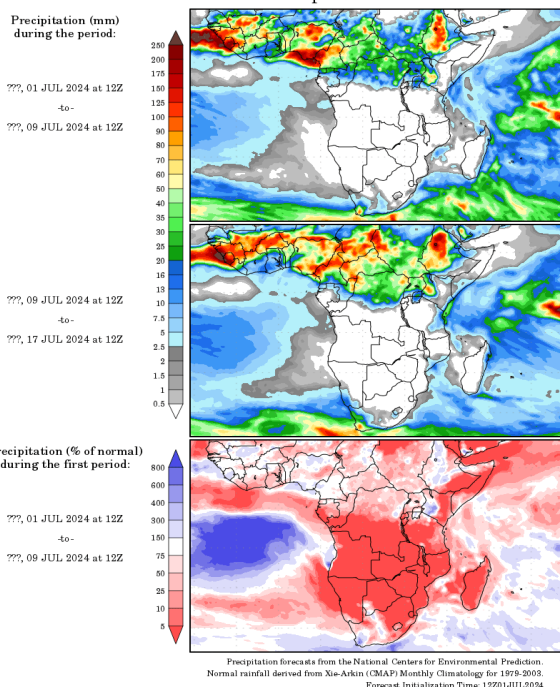 Precipitation (mm)
during the period:
250
200
175
150
125
100
90
80
70
60
50
40
35
30
25
20
16
13
10
7.5
5
2.5
2
1.5
1
0.5
???, 01 JUL 2024 at 12Z
-to-
???, 09 JUL 2024 at 12Z
???, 09 JUL 2024 at 12Z
-to-
???, 17 JUL 2024 at 12Z
recipitation (% of normal)
during the first period:
800
600
400
300
150
75
50
25
10
5
???, 01 JUL 2024 at 12Z
-to-
???, 09 JUL 2024 at 12Z
Precipitation forecasts from the National Centers for Environmental Prediction.
Normal rainfall derived from Xie-Arkin (CMAP) Monthly Climatology for 1979-2003.
Forecast Initialization Time: 12Z01JUL2024